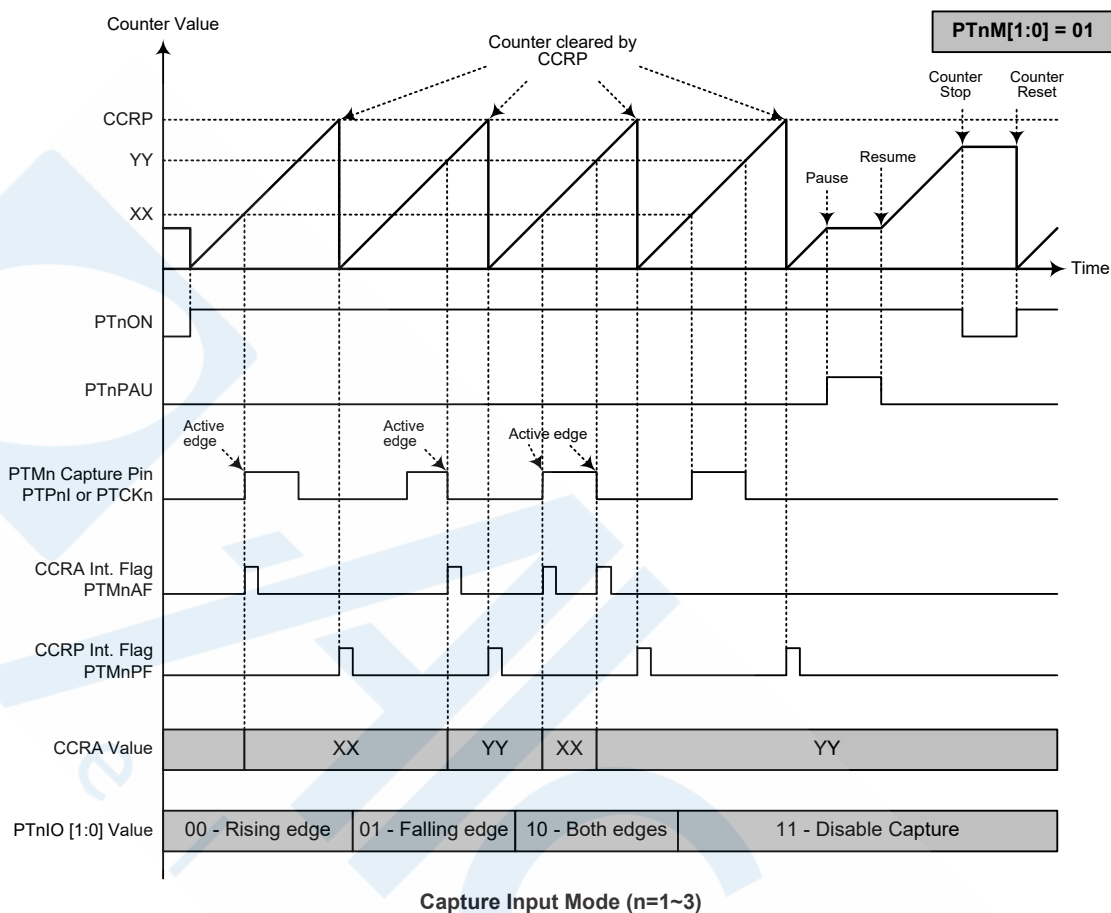 Counter Value
Counter cleared by
CCRP
PTnM[1:0] = 01
Counter
Stop
Counter
Reset
CCRP
YY
XX
Pause
Resume
Time
PTnON
PTnPAU
Active
edge
Active
edge
Active edge
PTMn Capture Pin
PTPnI or PTCKn
CCRA Int. Flag
PTMnAF
CCRP Int. Flag
PTMnPF
CCRA Value
XX
YY
XX
YY
PTnIO [1:0] Value
00 - Rising edge
01 - Falling edge
10 - Both edges
11 - Disable Capture
Capture Input Mode (n=1~3)